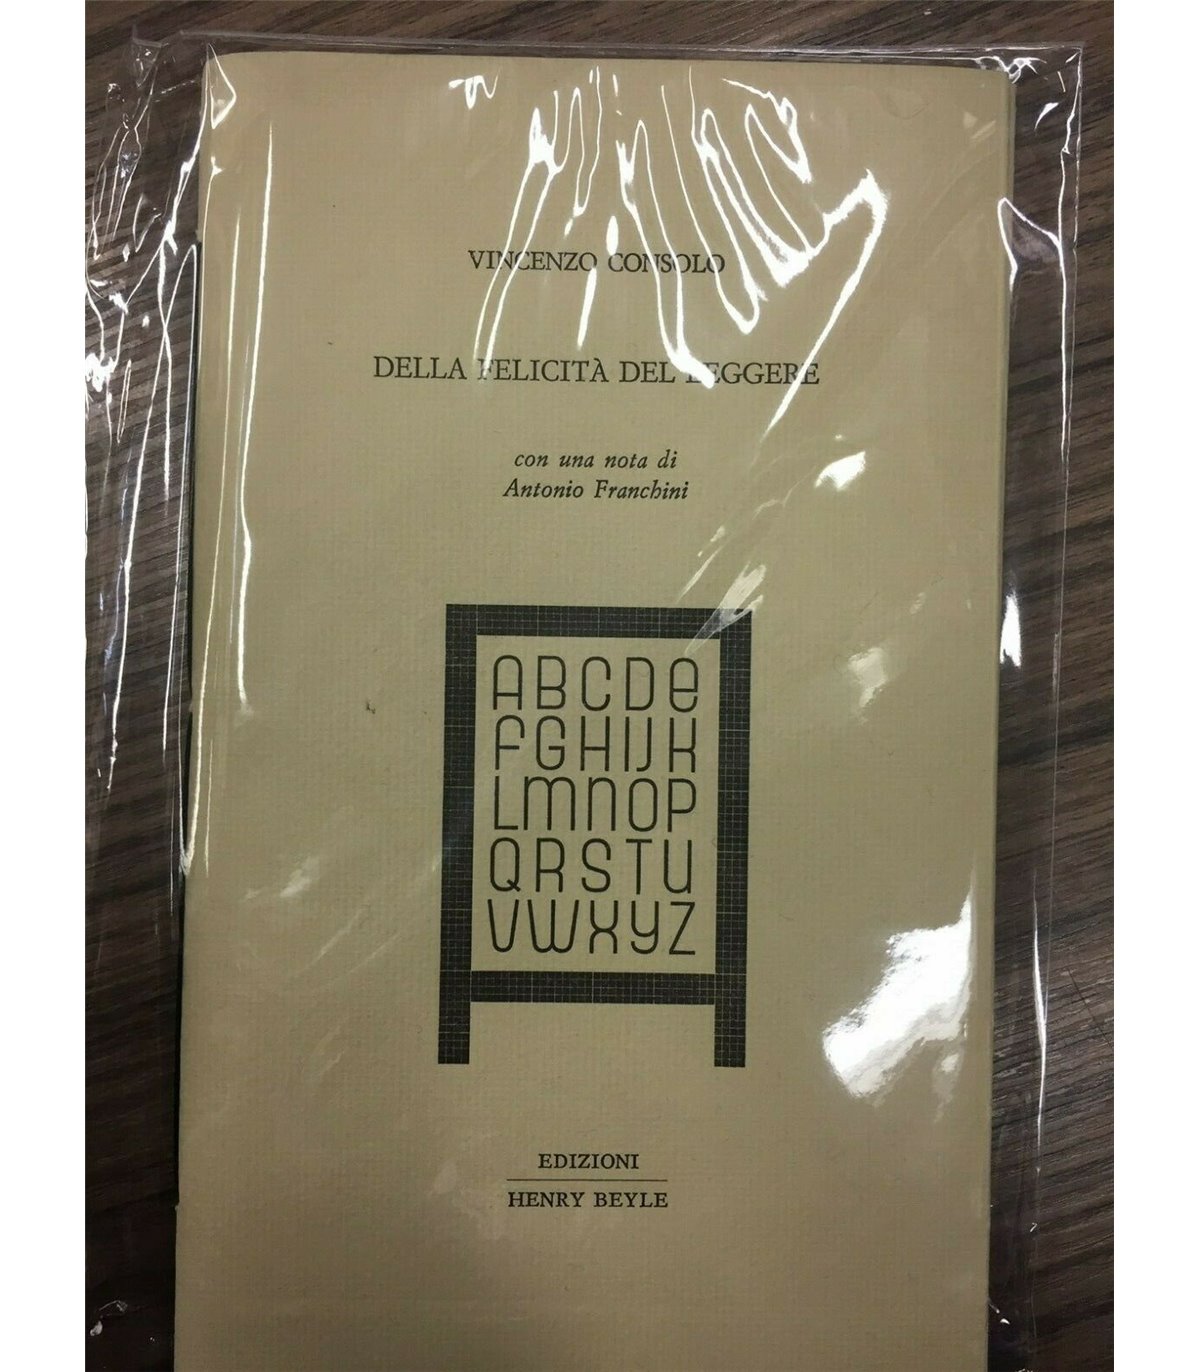 VINCENZO CONSOLO
DELLA FELICITÀ DEL LEGGERE
con una nota di
Antonio Franchini
ABCDe
FGHIJK
LmnOP
QRSTU
VWXYZ
EDIZIONI
HENRY BEYLE